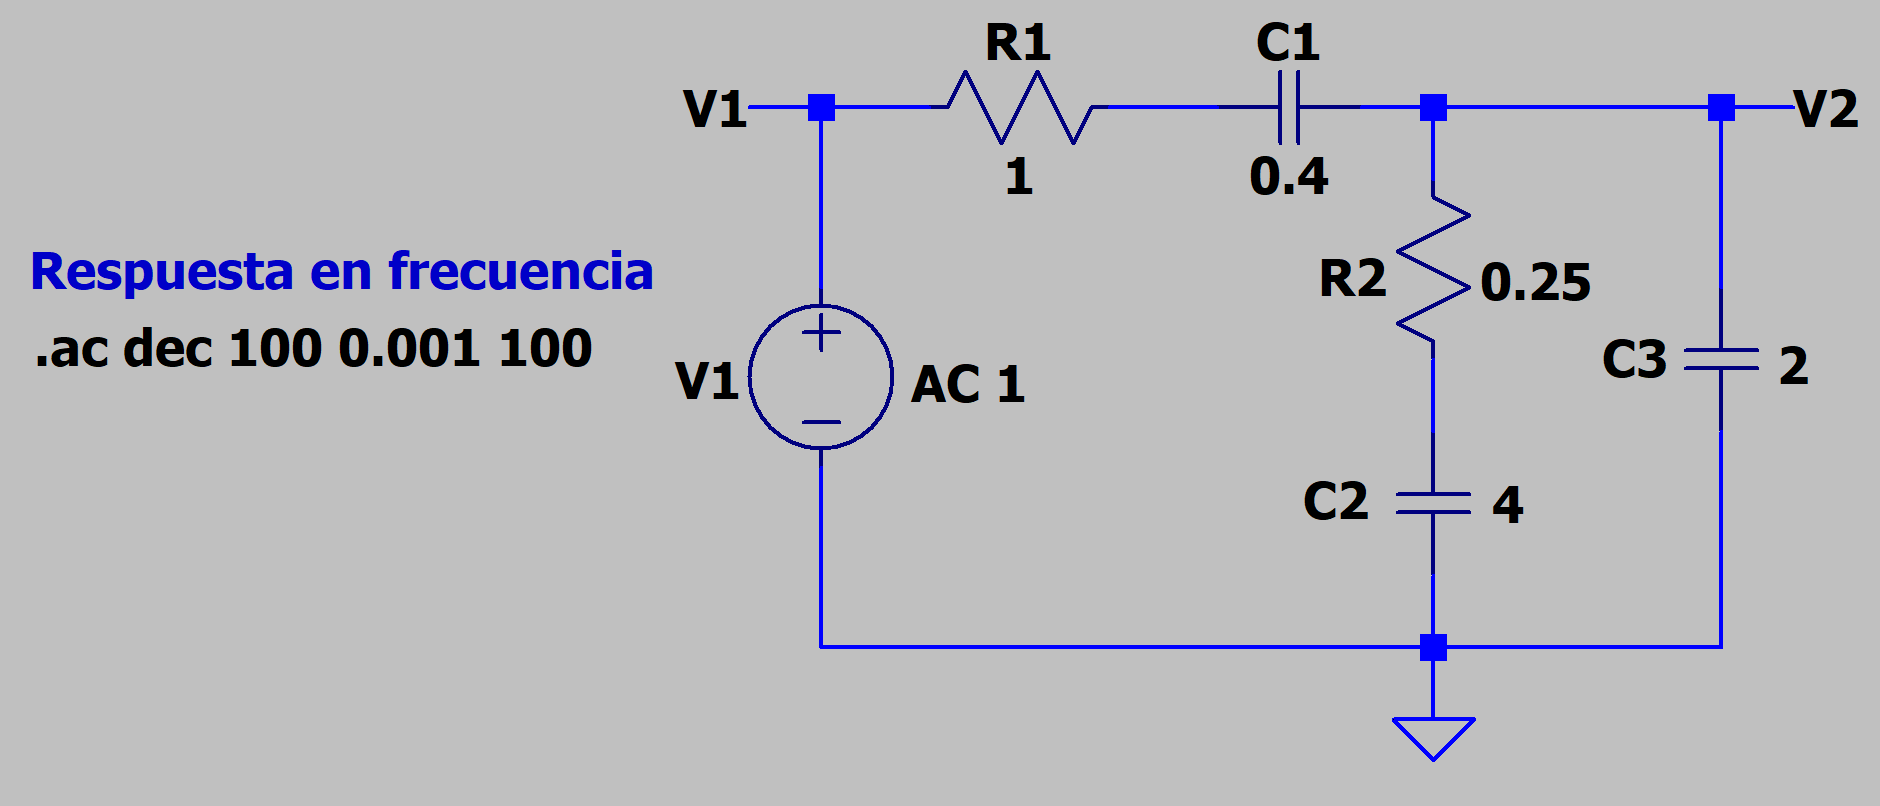 R1
C1
V1
V2
1
0.4
Respuesta en frecuencia
.ac dec 100 0.001 100
R2
0.25
V1
AC 1
C3
2
C2
4